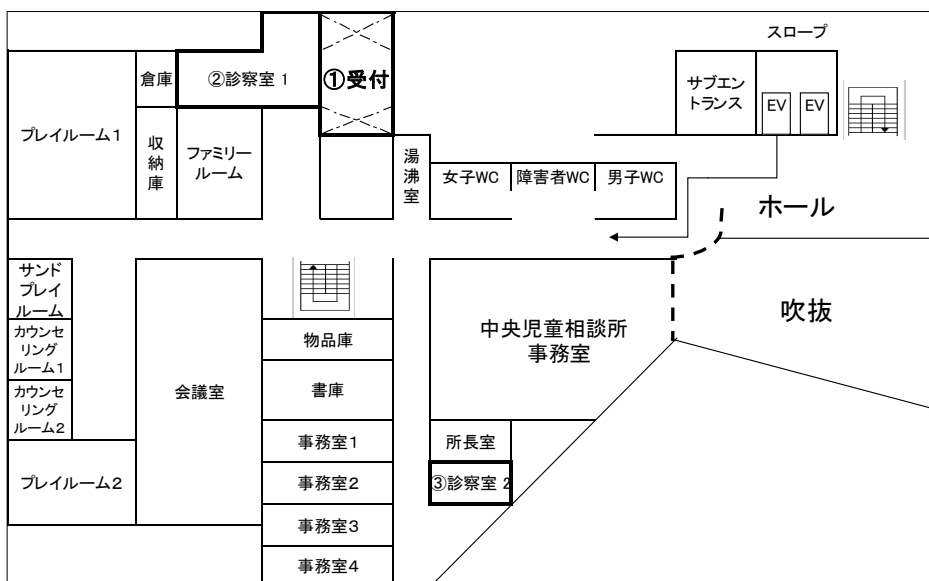 スロープ
倉庫
②診察室 1
①受付
サブエン
トランス
EV
EV
プレイルーム1
収納庫
ファミリー
ルーム
湯沸室
女子WC
障害者WC
男子WC
ホール
サンド
プレイ
ルーム
カウンセ
リング
ルーム1
カウンセ
リング
ルーム2
プレイルーム2
会議室
物品庫
書庫
事務室1
事務室2
事務室3
事務室4
中央児童相談所
事務室
所長室
③診察室 2
吹抜